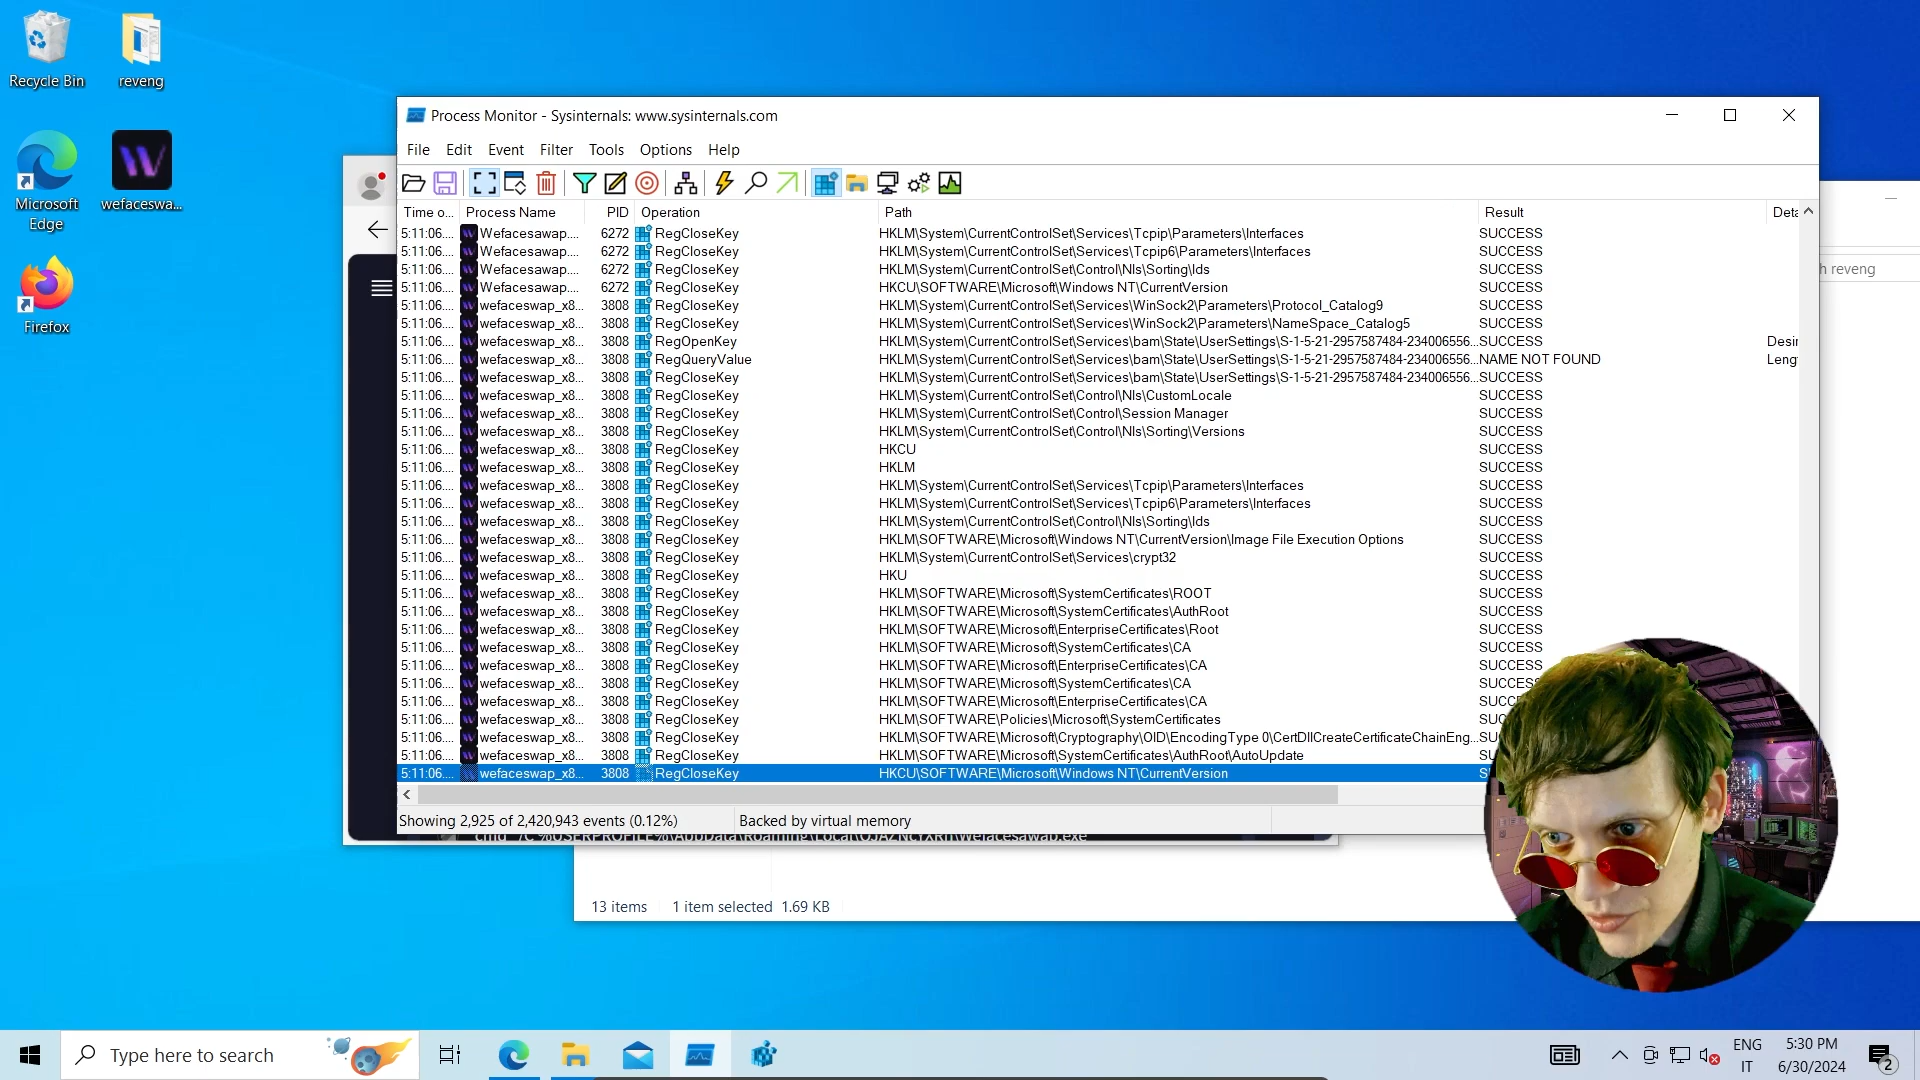 Recycle Bin
reveng
Microsoft
Edge
wefaceswa...
Firefox
Process Monitor - Sysinternals: www.sysinternals.com
File Edit Event Filter Tools Options Help
Time o... Process Name PID Operation Path Result Deta
5:11:06.... Wefacesawap.... 6272 RegCloseKey HKLM\System\CurrentControlSet\Services\Tcpip\Parameters\Interfaces SUCCESS
5:11:06.... Wefacesawap.... 6272 RegCloseKey HKLM\System\CurrentControlSet\Services\Tcpip6\Parameters\Interfaces SUCCESS
5:11:06.... Wefacesawap.... 6272 RegCloseKey HKLM\System\CurrentControlSet\Control\Nls\Sorting\Ids SUCCESS
5:11:06.... Wefacesawap.... 6272 RegCloseKey HKCU\SOFTWARE\Microsoft\Windows NT\CurrentVersion SUCCESS
5:11:06.... wefaceswap_x8... 3808 RegCloseKey HKLM\System\CurrentControlSet\Services\WinSock2\Parameters\Protocol_Catalog9 SUCCESS
5:11:06.... wefaceswap_x8... 3808 RegCloseKey HKLM\System\CurrentControlSet\Services\WinSock2\Parameters\NameSpace_Catalog5 SUCCESS
5:11:06.... wefaceswap_x8... 3808 RegOpenKey HKLM\System\CurrentControlSet\Services\bam\State\UserSettings\S-1-5-21-2957587484-234006556... SUCCESS Desir
5:11:06.... wefaceswap_x8... 3808 RegQueryValue HKLM\System\CurrentControlSet\Services\bam\State\UserSettings\S-1-5-21-2957587484-234006556... NAME NOT FOUND Leng
5:11:06.... wefaceswap_x8... 3808 RegCloseKey HKLM\System\CurrentControlSet\Services\bam\State\UserSettings\S-1-5-21-2957587484-234006556... SUCCESS
5:11:06.... wefaceswap_x8... 3808 RegCloseKey HKLM\System\CurrentControlSet\Control\Nls\CustomLocale SUCCESS
5:11:06.... wefaceswap_x8... 3808 RegCloseKey HKLM\System\CurrentControlSet\Control\Session Manager SUCCESS
5:11:06.... wefaceswap_x8... 3808 RegCloseKey HKLM\System\CurrentControlSet\Control\Nls\Sorting\Versions SUCCESS
5:11:06.... wefaceswap_x8... 3808 RegCloseKey HKCU SUCCESS
5:11:06.... wefaceswap_x8... 3808 RegCloseKey HKLM SUCCESS
5:11:06.... wefaceswap_x8... 3808 RegCloseKey HKLM\System\CurrentControlSet\Services\Tcpip\Parameters\Interfaces SUCCESS
5:11:06.... wefaceswap_x8... 3808 RegCloseKey HKLM\System\CurrentControlSet\Services\Tcpip6\Parameters\Interfaces SUCCESS
5:11:06.... wefaceswap_x8... 3808 RegCloseKey HKLM\System\CurrentControlSet\Control\Nls\Sorting\Ids SUCCESS
5:11:06.... wefaceswap_x8... 3808 RegCloseKey HKLM\SOFTWARE\Microsoft\Windows NT\CurrentVersion\Image File Execution Options SUCCESS
5:11:06.... wefaceswap_x8... 3808 RegCloseKey HKLM\System\CurrentControlSet\Services\crypt32 SUCCESS
5:11:06.... wefaceswap_x8... 3808 RegCloseKey HKU SUCCESS
5:11:06.... wefaceswap_x8... 3808 RegCloseKey HKLM\SOFTWARE\Microsoft\SystemCertificates\ROOT SUCCESS
5:11:06.... wefaceswap_x8... 3808 RegCloseKey HKLM\SOFTWARE\Microsoft\SystemCertificates\AuthRoot SUCCESS
5:11:06.... wefaceswap_x8... 3808 RegCloseKey HKLM\SOFTWARE\Microsoft\EnterpriseCertificates\Root SUCCESS
5:11:06.... wefaceswap_x8... 3808 RegCloseKey HKLM\SOFTWARE\Microsoft\SystemCertificates\CA SUCCESS
5:11:06.... wefaceswap_x8... 3808 RegCloseKey HKLM\SOFTWARE\Microsoft\EnterpriseCertificates\CA SUCCESS
5:11:06.... wefaceswap_x8... 3808 RegCloseKey HKLM\SOFTWARE\Microsoft\SystemCertificates\CA SUCCES
5:11:06.... wefaceswap_x8... 3808 RegCloseKey HKLM\SOFTWARE\Microsoft\EnterpriseCertificates\CA SUCC
5:11:06.... wefaceswap_x8... 3808 RegCloseKey HKLM\SOFTWARE\Policies\Microsoft\SystemCertificates SUC
5:11:06.... wefaceswap_x8... 3808 RegCloseKey HKLM\SOFTWARE\Microsoft\Cryptography\OID\EncodingType 0\CertDllCreateCertificateChainEng... SU
5:11:06.... wefaceswap_x8... 3808 RegCloseKey HKLM\SOFTWARE\Microsoft\SystemCertificates\AuthRoot\AutoUpdate SU
5:11:06.... wefaceswap_x8... 3808 RegCloseKey HKCU\SOFTWARE\Microsoft\Windows NT\CurrentVersion S
Showing 2,925 of 2,420,943 events (0.12%) Backed by virtual memory
h reveng
13 items 1 item selected 1.69 KB
Type here to search
ENG
IT
5:30 PM
6/30/2024
2